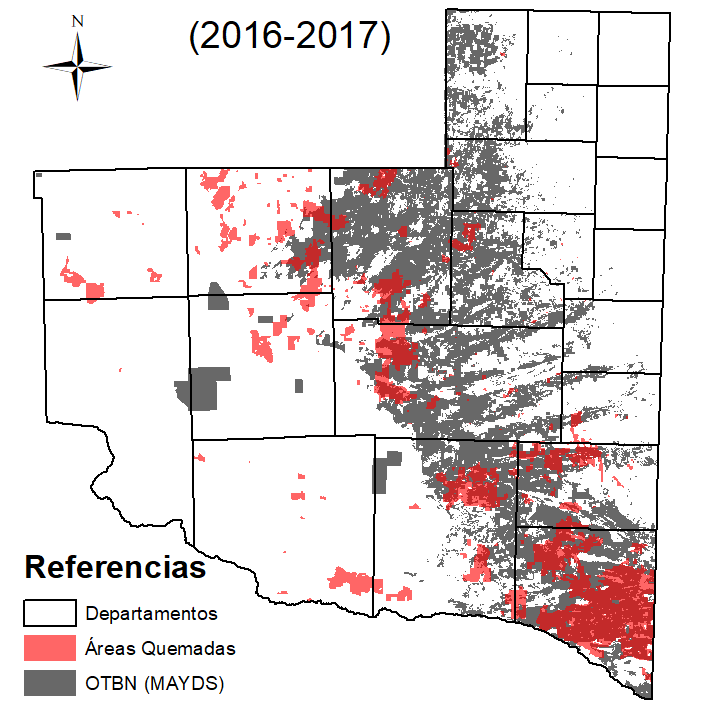 N
(2016-2017)
Referencias
Departamentos
Áreas Quemadas
OTBN (MAYDS)